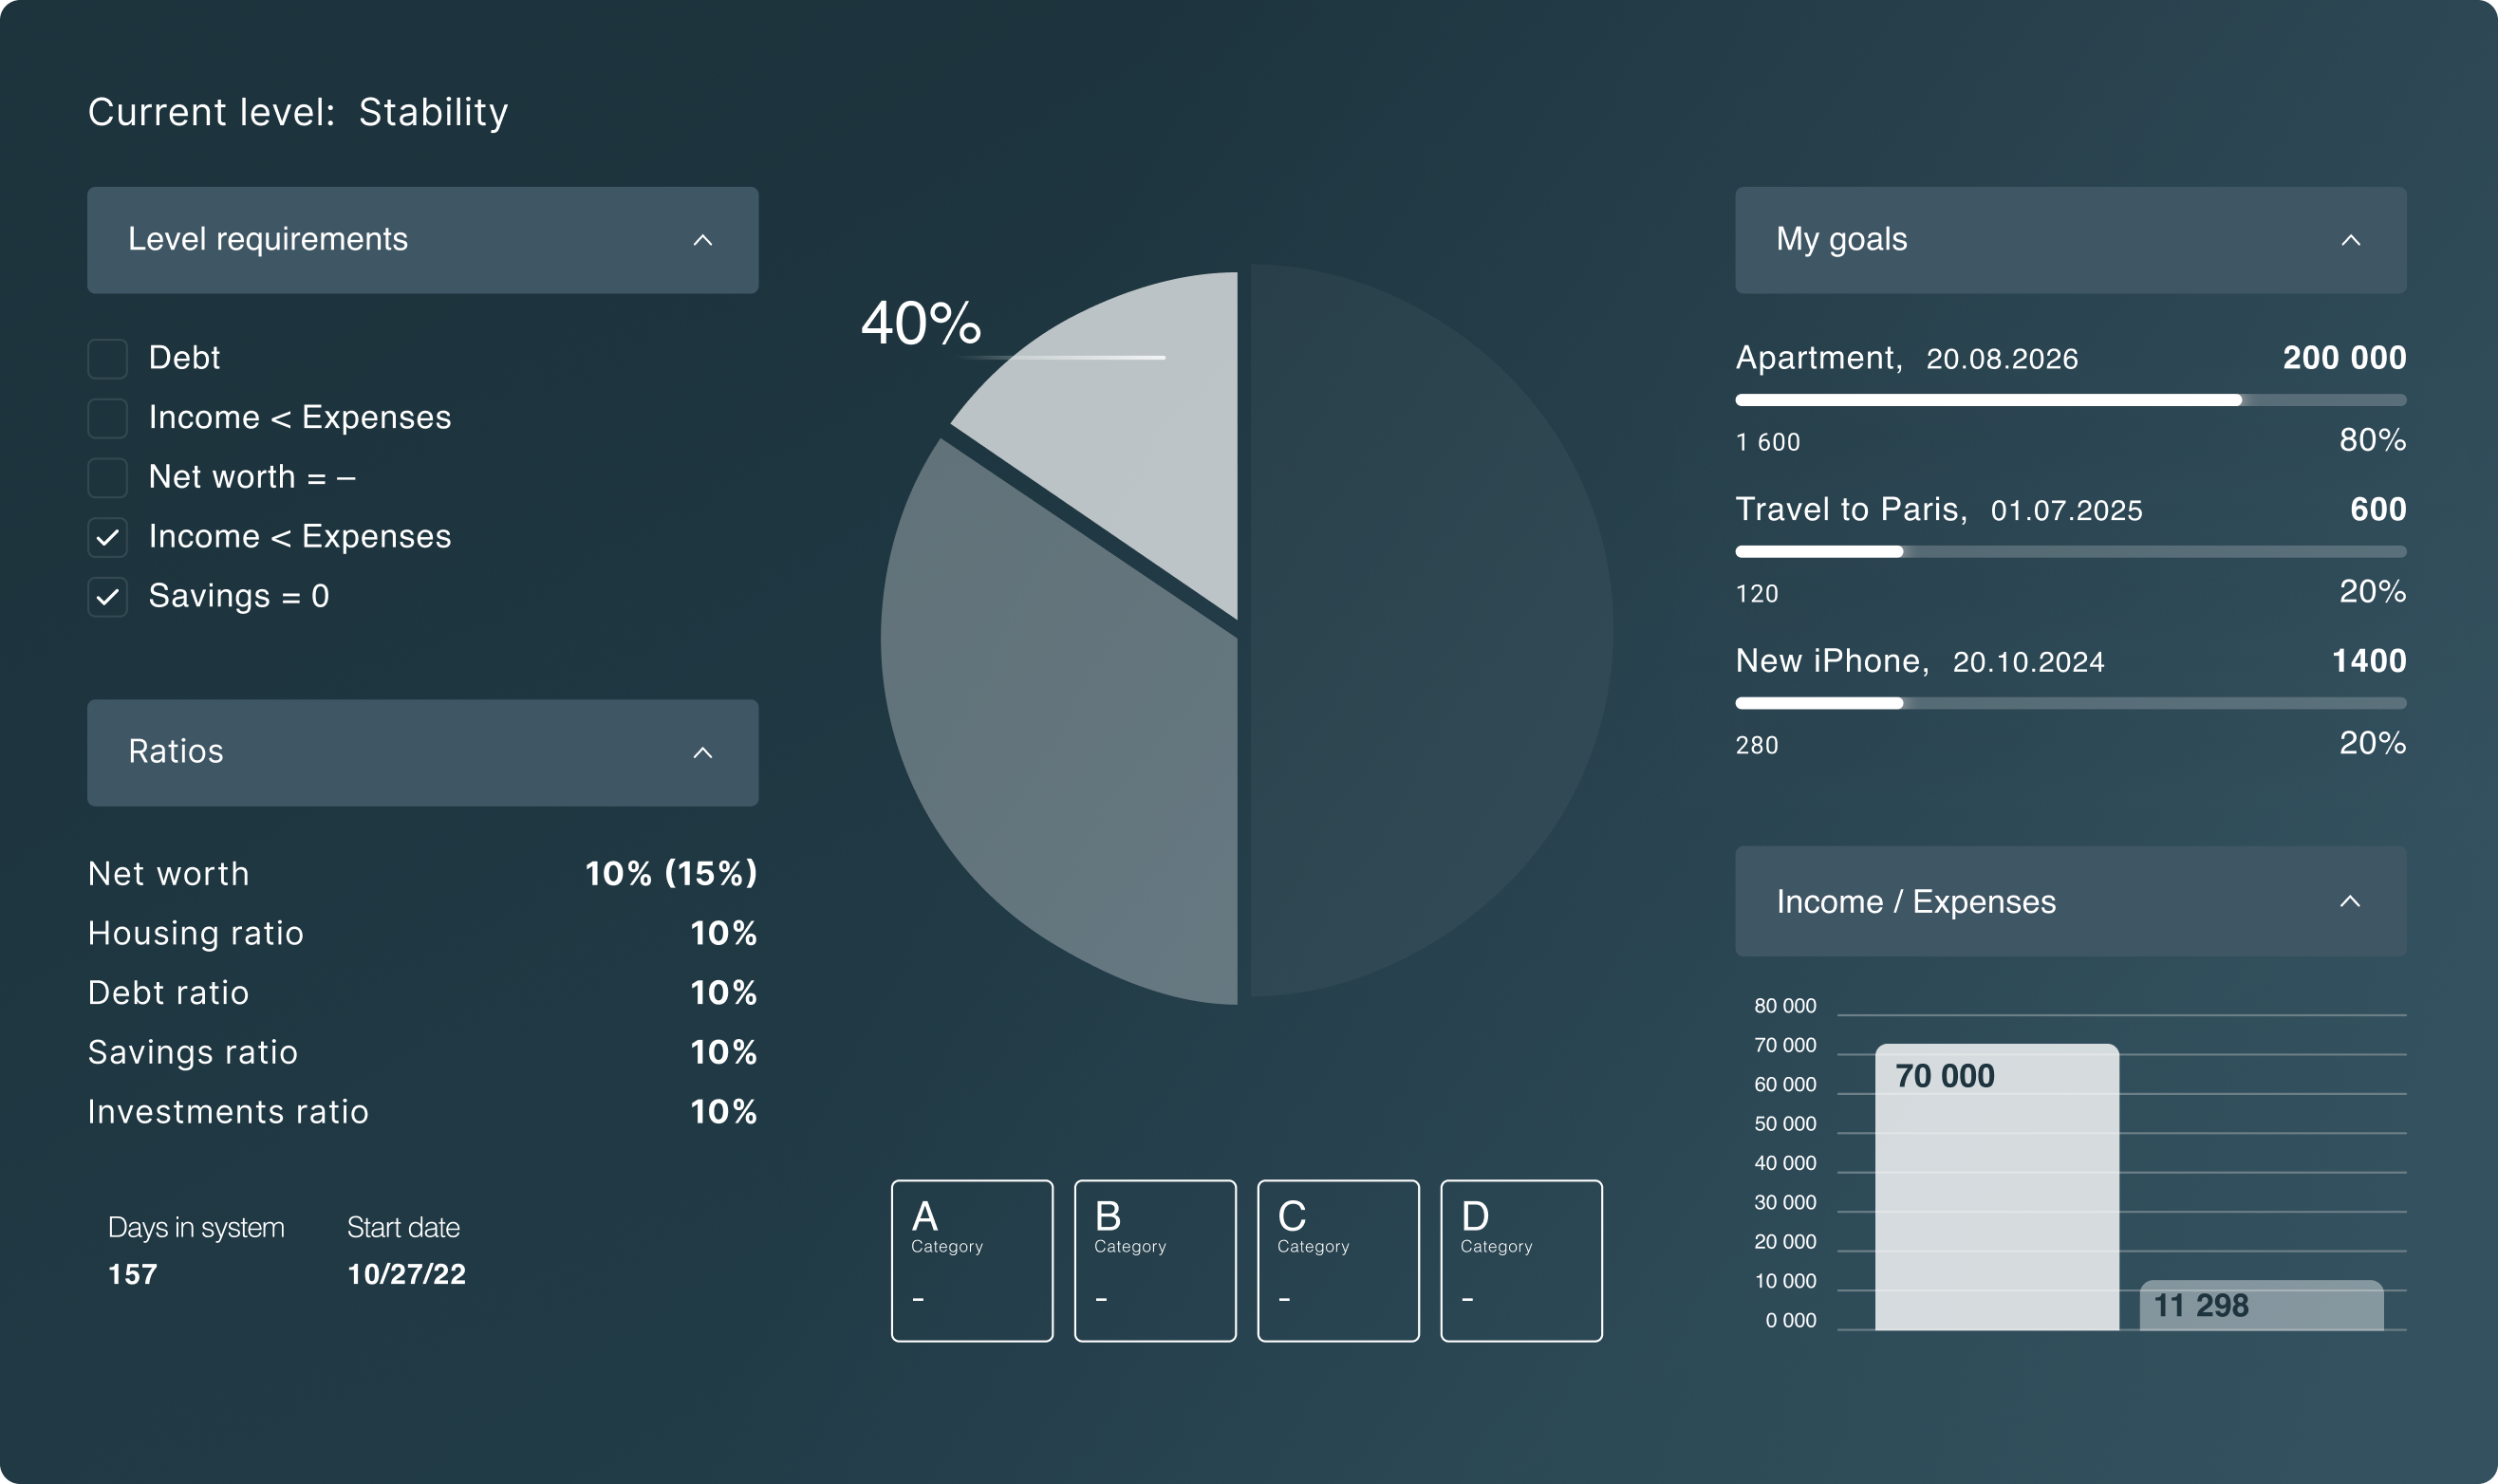 Current level: Stability
Level requirements
Debt
Income < Expenses
Net worth = –
Income < Expenses
Savings = 0
Ratios
Net worth 10% (15%)
Housing ratio 10%
Debt ratio 10%
Savings ratio 10%
Investments ratio 10%
Days in system Start date
157 10/27/22
40%
A B C D
Category Category Category Category
- - - -
My goals
Apartment, 20.08.2026 200 000
1 600 80%
Travel to Paris, 01.07.2025 600
120 20%
New iPhone, 20.10.2024 1400
280 20%
Income / Expenses
80 000
70 000
70 000
60 000
50 000
40 000
30 000
20 000
10 000
11 298
0 000